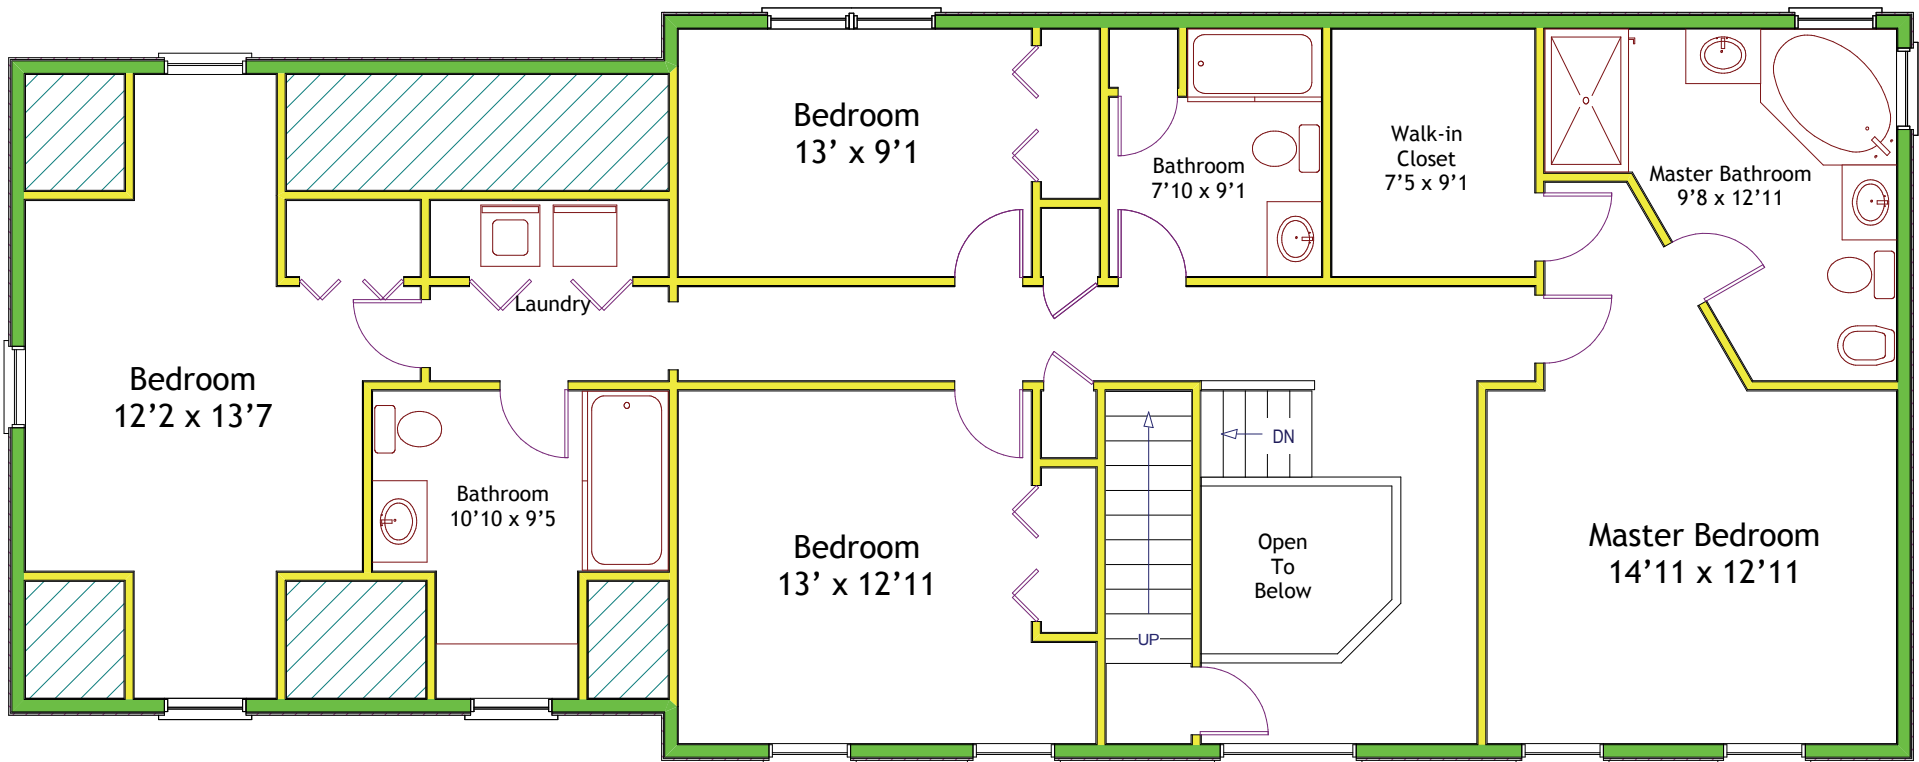 Bedroom
13’ x 9’1
Bathroom
7’10 x 9’1
Walk-in
Closet
7’5 x 9’1
Master Bathroom
9’8 x 12’11
Laundry
Bedroom
12’2 x 13’7
Bathroom
10’10 x 9’5
Bedroom
13’ x 12’11
UP
DN
Open
To
Below
Master Bedroom
14’11 x 12’11